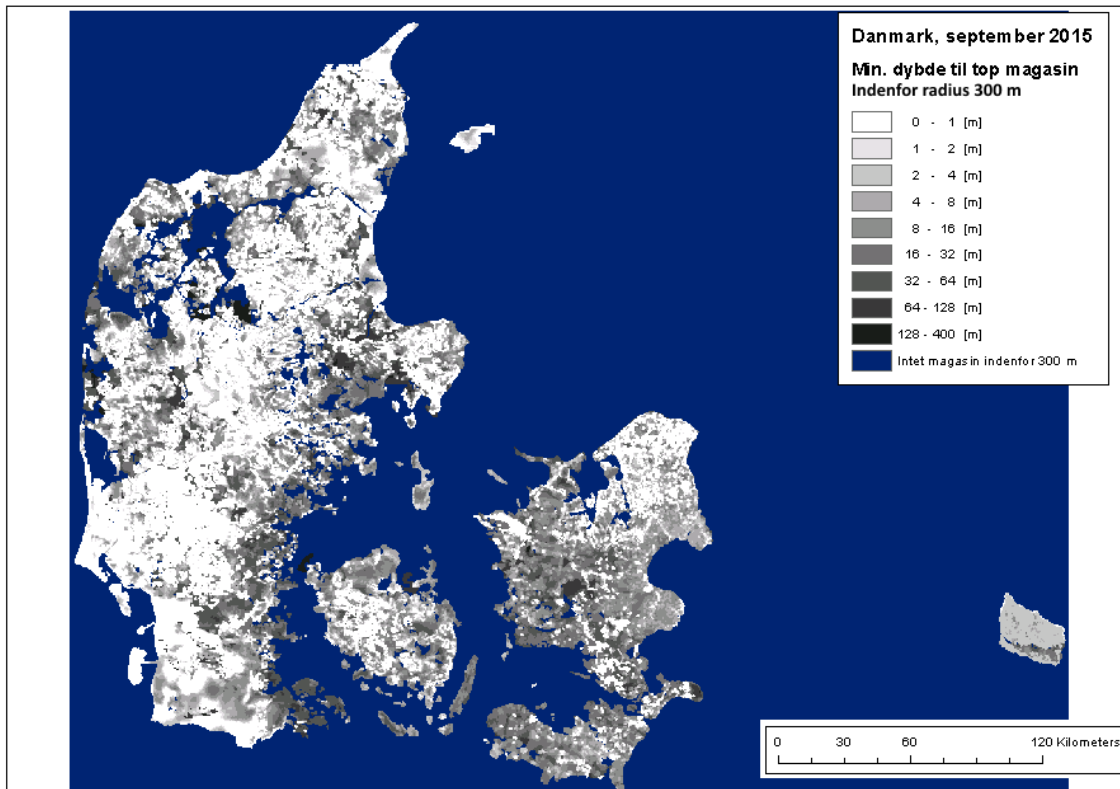 Danmark, september 2015
Min. dybde til top magasin
Indenfor radius 300 m
0 - 1 [m]
1 - 2 [m]
2 - 4 [m]
4 - 8 [m]
8 - 16 [m]
16 - 32 [m]
32 - 64 [m]
64 - 128 [m]
128 - 400 [m]
Intet magasin indenfor 300 m
0 30 60 120 Kilometers